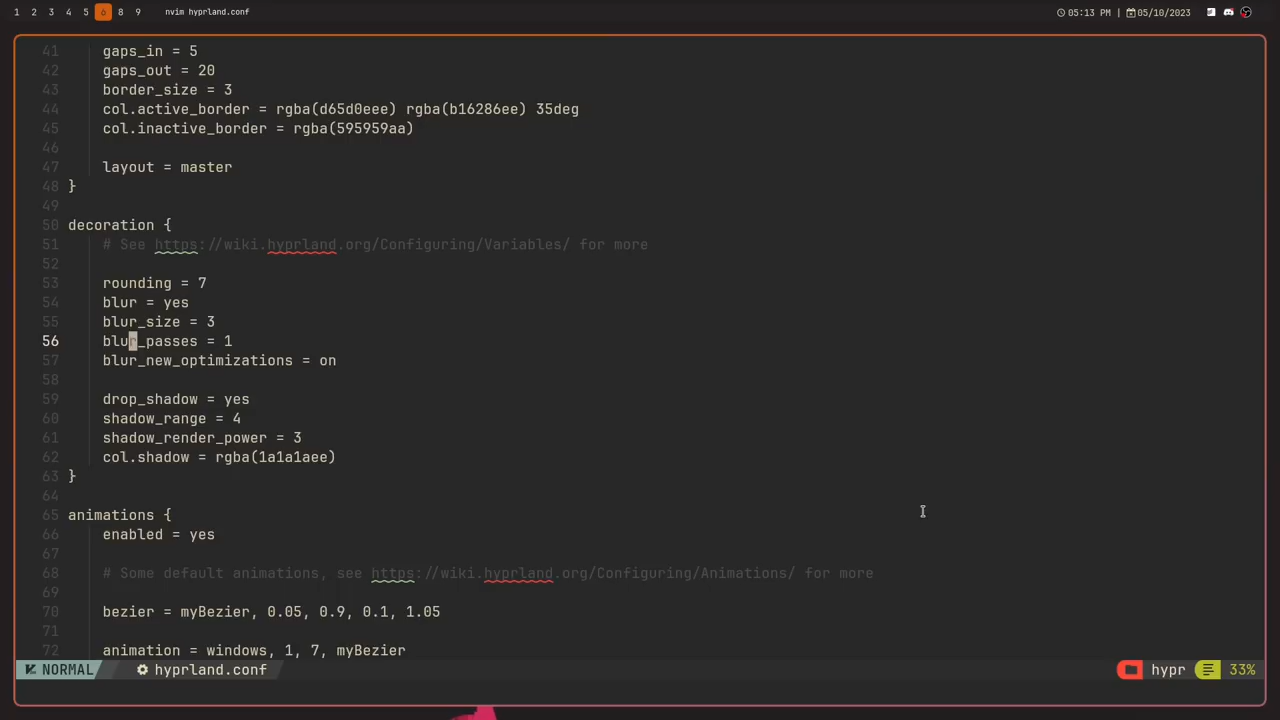 1 2 3 4 5 6 8 9 nvim hyprland.conf 05:13 PM | 05/10/2023
41 gaps_in = 5
42 gaps_out = 20
43 border_size = 3
44 col.active_border = rgba(d65d0eee) rgba(b16286ee) 35deg
45 col.inactive_border = rgba(595959aa)
46
47 layout = master
48 }
49
50 decoration {
51 # See https://wiki.hyprland.org/Configuring/Variables/ for more
52
53 rounding = 7
54 blur = yes
55 blur_size = 3
56 blur_passes = 1
57 blur_new_optimizations = on
58
59 drop_shadow = yes
60 shadow_range = 4
61 shadow_render_power = 3
62 col.shadow = rgba(1a1a1aee)
63 }
64
65 animations {
66 enabled = yes
67
68 # Some default animations, see https://wiki.hyprland.org/Configuring/Animations/ for more
69
70 bezier = myBezier, 0.05, 0.9, 0.1, 1.05
71
72 animation = windows, 1, 7, myBezier
NORMAL hyprland.conf hypr 33%